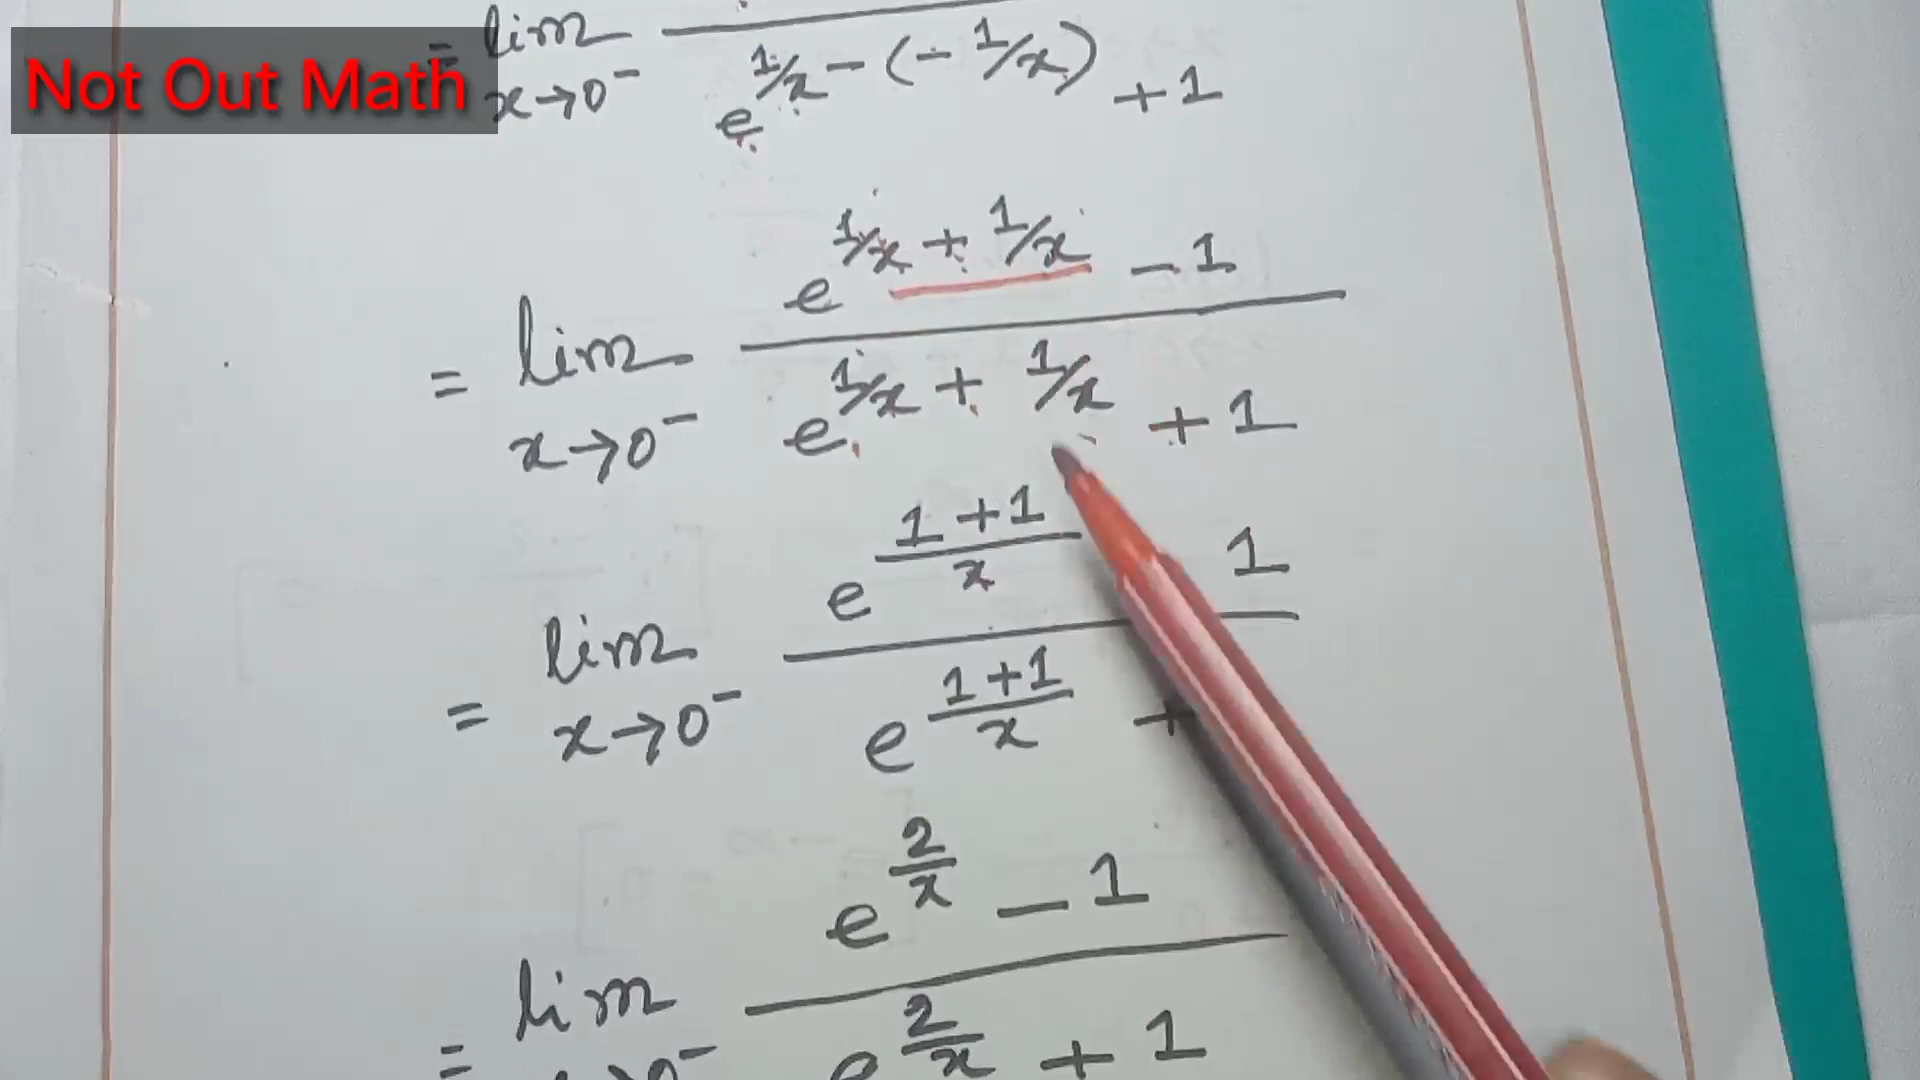 Not Out Math
= lim x→0⁻
e^(1/x - (-1/x)) + 1
e^(1/x + 1/x) - 1
= lim x→0⁻
e^(1/x + 1/x) + 1
e^((1+1)/x) 1
= lim x→0⁻
e^((1+1)/x) +
e^(2/x) - 1
= lim x→0⁻
e^(2/x) + 1